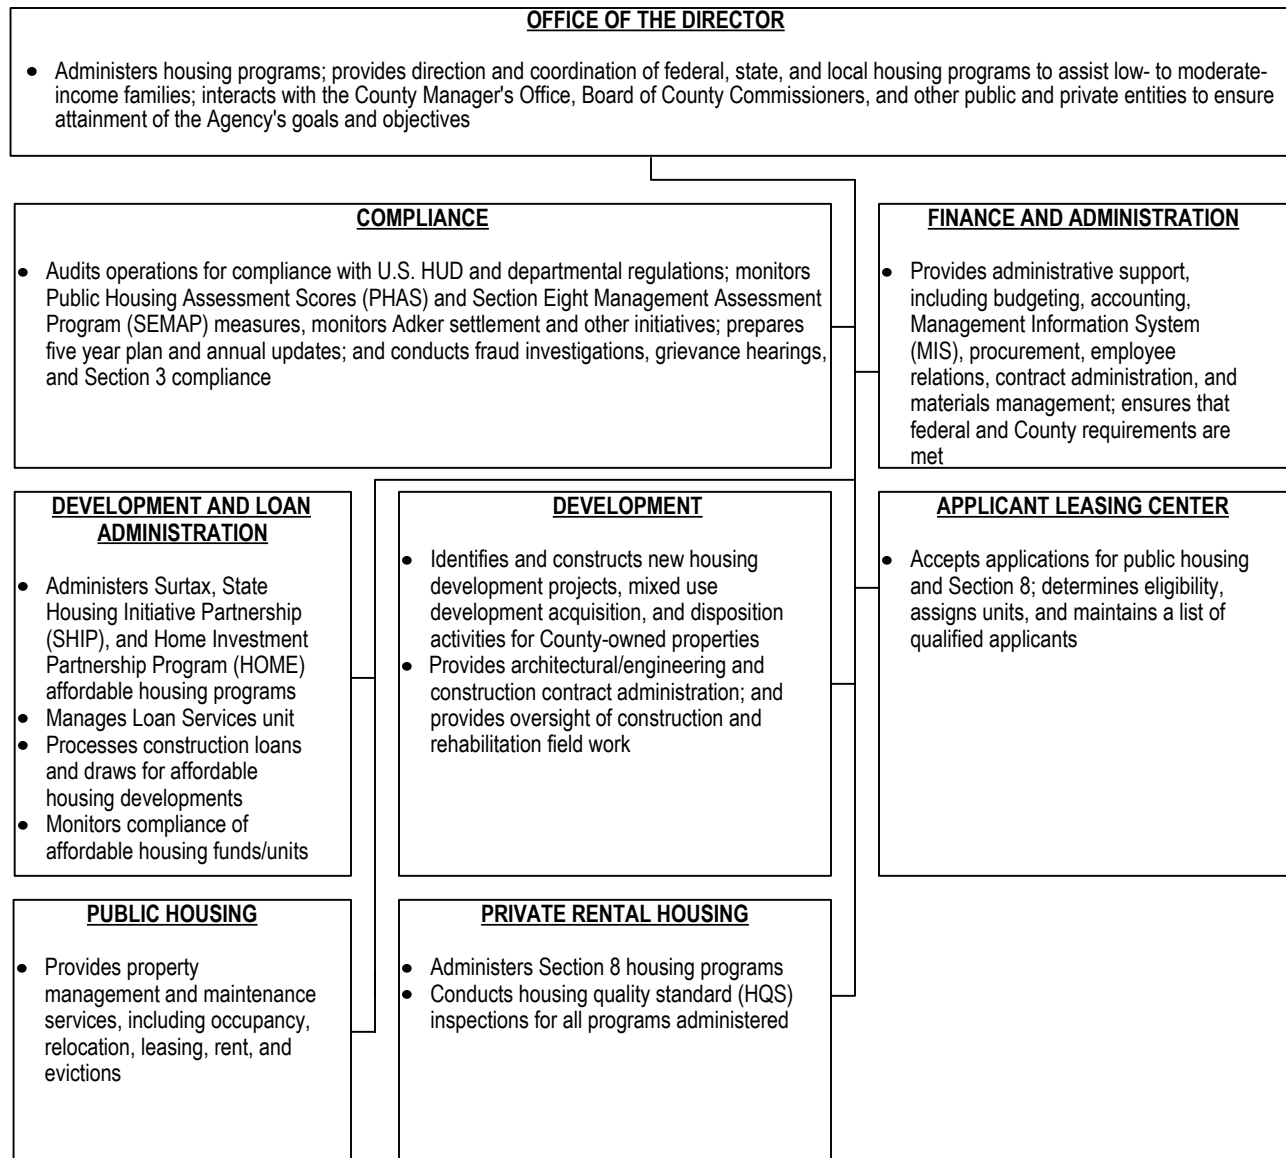 OFFICE OF THE DIRECTOR
• Administers housing programs; provides direction and coordination of federal, state, and local housing programs to assist low- to moderate-
income families; interacts with the County Manager's Office, Board of County Commissioners, and other public and private entities to ensure
attainment of the Agency's goals and objectives
COMPLIANCE
• Audits operations for compliance with U.S. HUD and departmental regulations; monitors
Public Housing Assessment Scores (PHAS) and Section Eight Management Assessment
Program (SEMAP) measures, monitors Adker settlement and other initiatives; prepares
five year plan and annual updates; and conducts fraud investigations, grievance hearings,
and Section 3 compliance
FINANCE AND ADMINISTRATION
• Provides administrative support,
including budgeting, accounting,
Management Information System
(MIS), procurement, employee
relations, contract administration, and
materials management; ensures that
federal and County requirements are
met
DEVELOPMENT AND LOAN
ADMINISTRATION
• Administers Surtax, State
Housing Initiative Partnership
(SHIP), and Home Investment
Partnership Program (HOME)
affordable housing programs
• Manages Loan Services unit
• Processes construction loans
and draws for affordable
housing developments
• Monitors compliance of
affordable housing funds/units
DEVELOPMENT
• Identifies and constructs new housing
development projects, mixed use
development acquisition, and disposition
activities for County-owned properties
• Provides architectural/engineering and
construction contract administration; and
provides oversight of construction and
rehabilitation field work
APPLICANT LEASING CENTER
• Accepts applications for public housing
and Section 8; determines eligibility,
assigns units, and maintains a list of
qualified applicants
PUBLIC HOUSING
• Provides property
management and maintenance
services, including occupancy,
relocation, leasing, rent, and
evictions
PRIVATE RENTAL HOUSING
• Administers Section 8 housing programs
• Conducts housing quality standard (HQS)
inspections for all programs administered